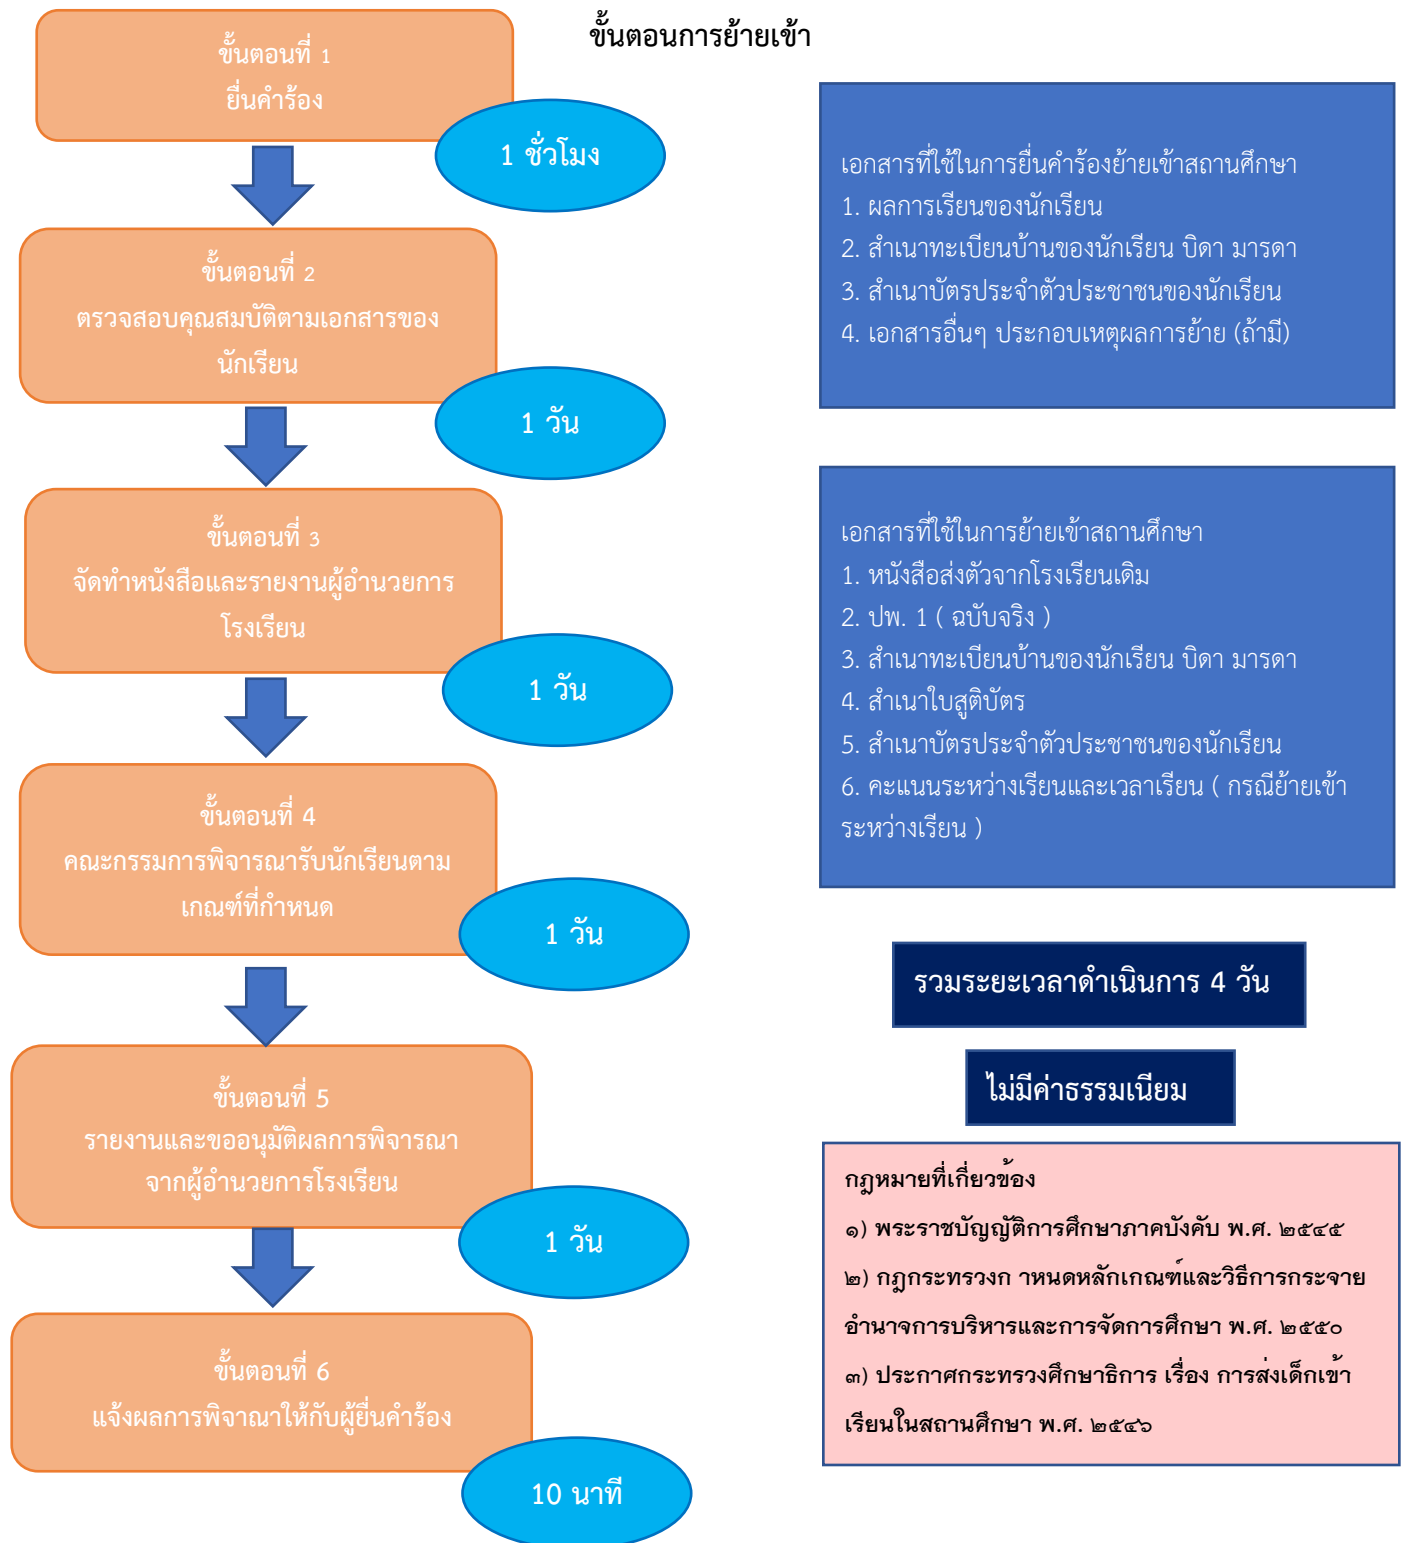 ขั้นตอนการย้ายเข้า
ขั้นตอนที่ 1
ยื่นคำร้อง
1 ชั่วโมง
ขั้นตอนที่ 2
ตรวจสอบคุณสมบัติตามเอกสารของ
นักเรียน
1 วัน
ขั้นตอนที่ 3
จัดทำหนังสือและรายงานผู้อำนวยการ
โรงเรียน
1 วัน
ขั้นตอนที่ 4
คณะกรรมการพิจารณารับนักเรียนตาม
เกณฑ์ที่กำหนด
1 วัน
ขั้นตอนที่ 5
รายงานและขออนุมัติผลการพิจารณา
จากผู้อำนวยการโรงเรียน
1 วัน
ขั้นตอนที่ 6
แจ้งผลการพิจาณาให้กับผู้ยื่นคำร้อง
10 นาที
เอกสารที่ใช้ในการยื่นคำร้องย้ายเข้าสถานศึกษา
1. ผลการเรียนของนักเรียน
2. สำเนาทะเบียนบ้านของนักเรียน บิดา มารดา
3. สำเนาบัตรประจำตัวประชาชนของนักเรียน
4. เอกสารอื่นๆ ประกอบเหตุผลการย้าย (ถ้ามี)
เอกสารที่ใช้ในการย้ายเข้าสถานศึกษา
1. หนังสือส่งตัวจากโรงเรียนเดิม
2. ปพ. 1 ( ฉบับจริง )
3. สำเนาทะเบียนบ้านของนักเรียน บิดา มารดา
4. สำเนาใบสูติบัตร
5. สำเนาบัตรประจำตัวประชาชนของนักเรียน
6. คะแนนระหว่างเรียนและเวลาเรียน ( กรณีย้ายเข้า
ระหว่างเรียน )
รวมระยะเวลาดำเนินการ 4 วัน
ไม่มีค่าธรรมเนียม
กฎหมายที่เกี่ยวข้อง
๑) พระราชบัญญัติการศึกษาภาคบังคับ พ.ศ. ๒๕๔๕
๒) กฎกระทรวงก าหนดหลักเกณฑ์และวิธีการกระจาย
อำนาจการบริหารและการจัดการศึกษา พ.ศ. ๒๕๕๐
๓) ประกาศกระทรวงศึกษาธิการ เรื่อง การส่งเด็กเข้า
เรียนในสถานศึกษา พ.ศ. ๒๕๔๖